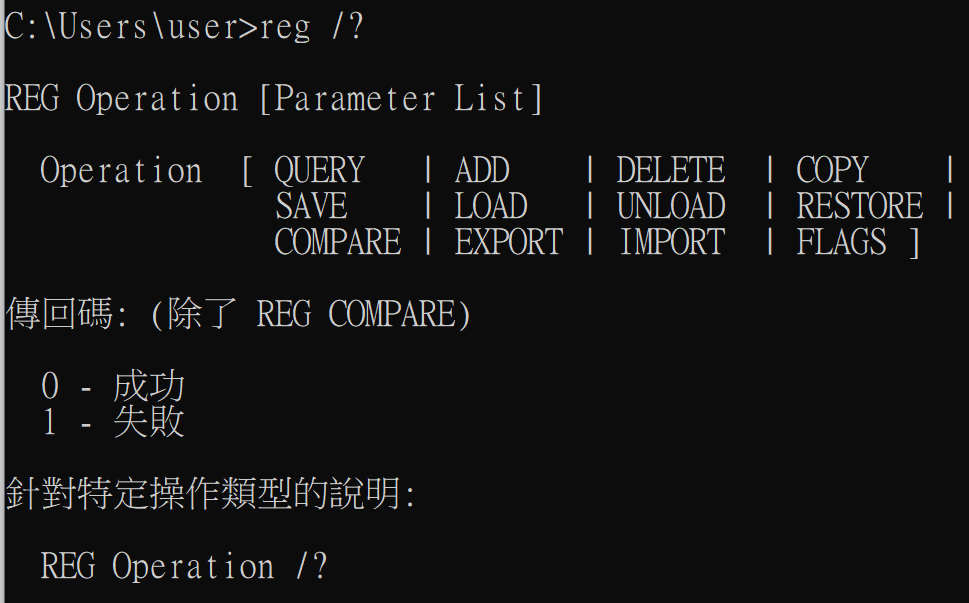 C:\Users\user>reg /?
REG Operation [Parameter List]
Operation [ QUERY | ADD | DELETE | COPY |
SAVE | LOAD | UNLOAD | RESTORE |
COMPARE | EXPORT | IMPORT | FLAGS ]
傳回碼: (除了 REG COMPARE)
0 - 成功
1 - 失敗
針對特定操作類型的說明:
REG Operation /?